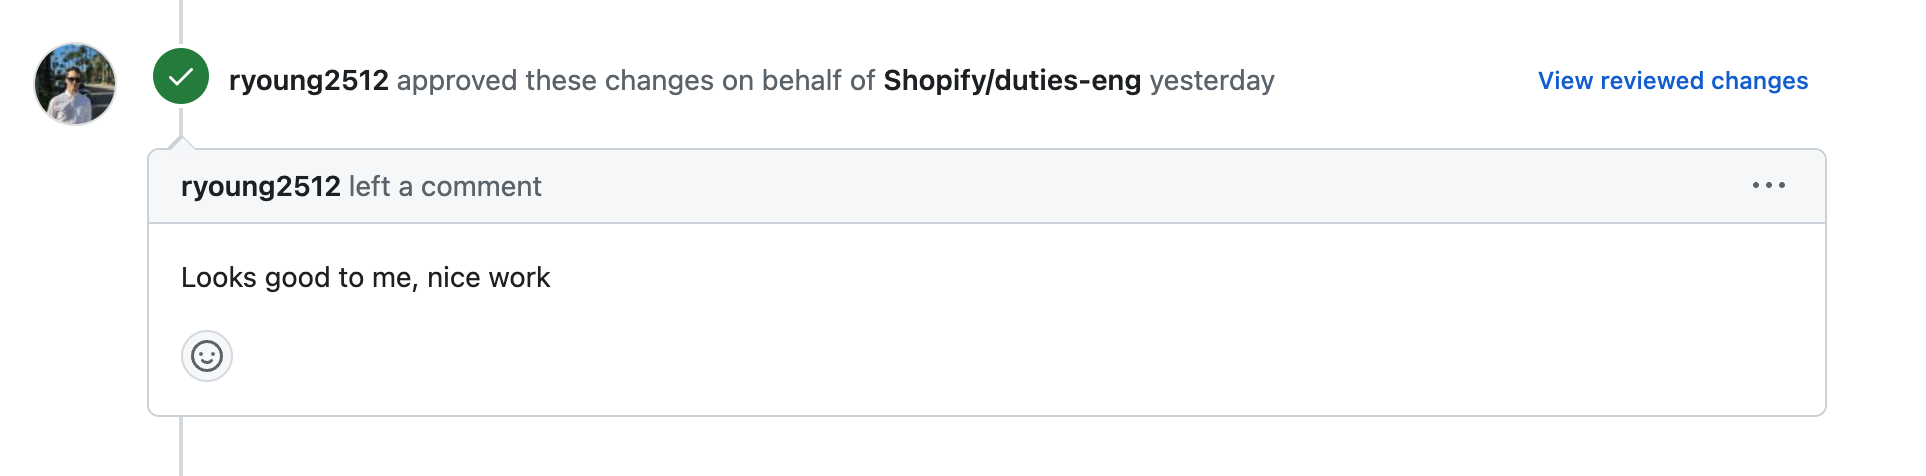 ryoung2512 approved these changes on behalf of Shopify/duties-eng yesterday View reviewed changes
ryoung2512 left a comment
Looks good to me, nice work